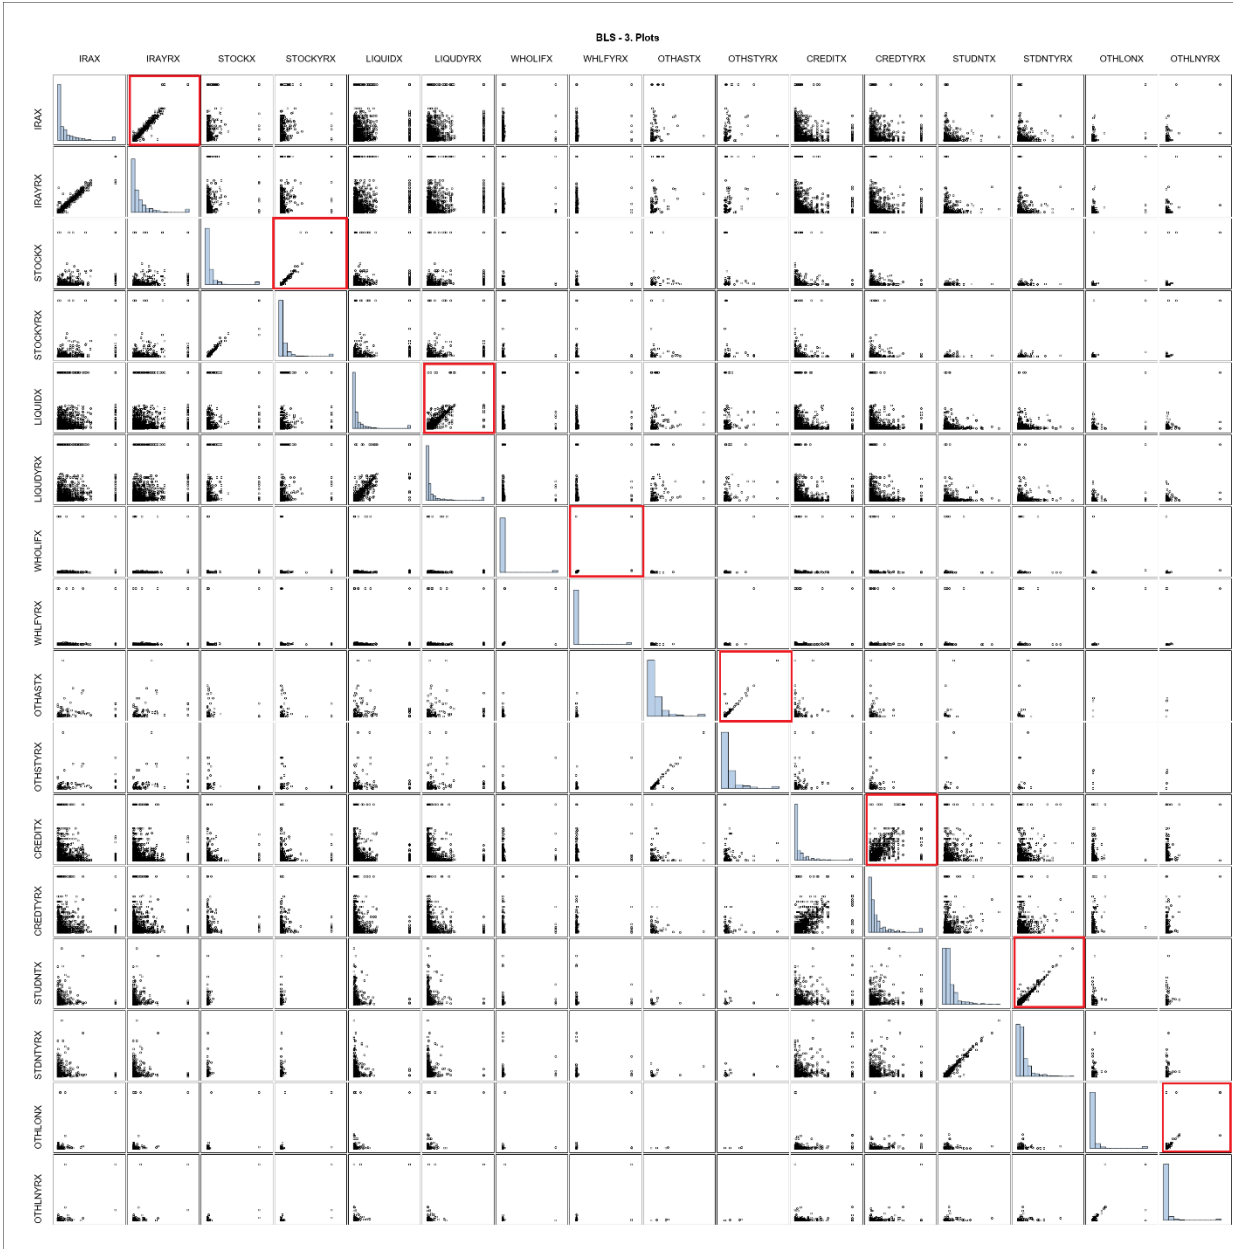 BLS - 3. Plots
IRAX IRAYRX STOCKX STOCKYRX LIQUIDX LIQUDYRX WHOLIFX WHLFYRX OTHASTX OTHSTYRX CREDITX CREDTYRX STUDNTX STDNTYRX OTHLONX OTHLNYRX
IRAX
IRAYRX
STOCKX
STOCKYRX
LIQUIDX
LIQUDYRX
WHOLIFX
WHLFYRX
OTHASTX
OTHSTYRX
CREDITX
CREDTYRX
STUDNTX
STDNTYRX
OTHLONX
OTHLNYRX